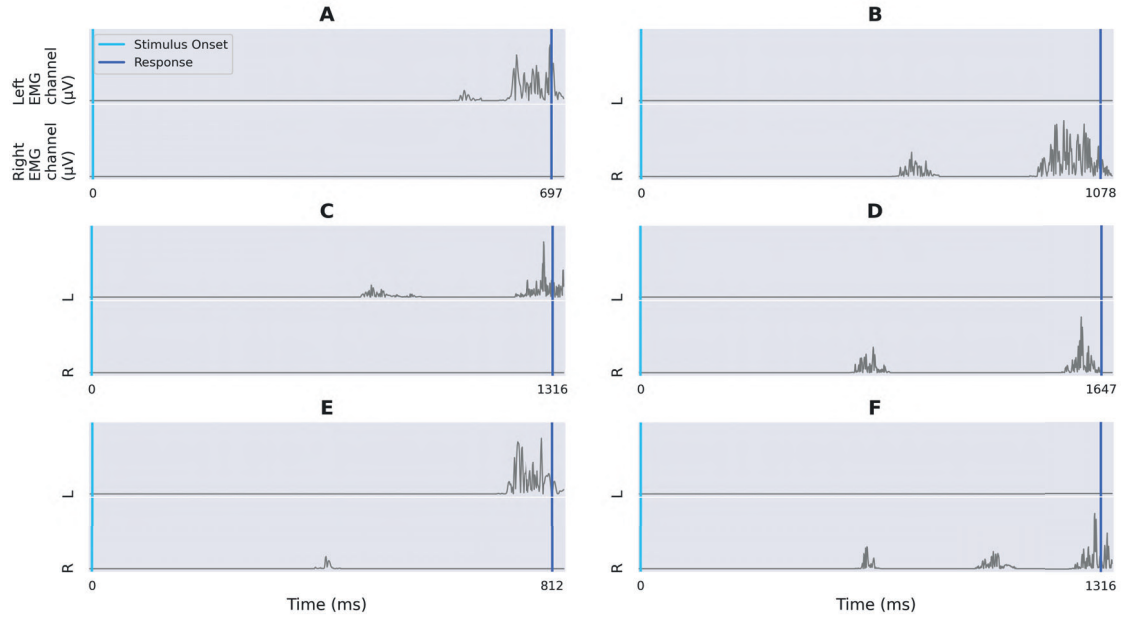 A
Stimulus Onset
Response
Left
EMG
channel
(μV)
Right
EMG
channel
(μV)
0
697
B
L
R
0
1078
C
L
R
0
1316
D
L
R
0
1647
E
L
R
0
812
Time (ms)
F
L
R
0
1316
Time (ms)